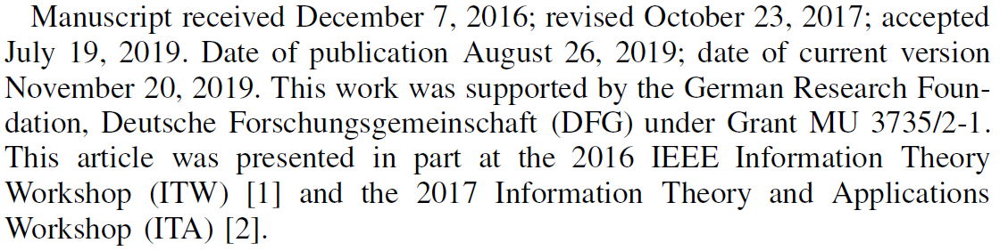 Manuscript received December 7, 2016; revised October 23, 2017; accepted
July 19, 2019. Date of publication August 26, 2019; date of current version
November 20, 2019. This work was supported by the German Research Foun-
dation, Deutsche Forschungsgemeinschaft (DFG) under Grant MU 3735/2-1.
This article was presented in part at the 2016 IEEE Information Theory
Workshop (ITW) [1] and the 2017 Information Theory and Applications
Workshop (ITA) [2].